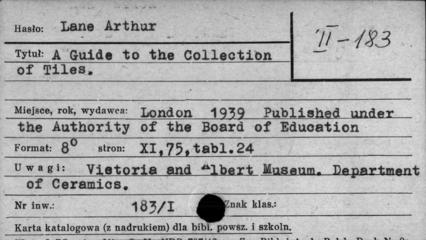 Hasło: Lane Arthur
II-183
Tytuł: A Guide to the Collection
of Tiles.
Miejsce, rok, wydawca: London 1939 Published under
the Authority of the Board of Education
Format: 8° stron: XI,75,tabl.24
Uwagi: Vietoria and Albert Museum. Department
of Ceramics.
Nr inw.: 183/I Znak klas.:
Karta katalogowa (z nadrukiem) dla bibl. powsz. i szkoln.